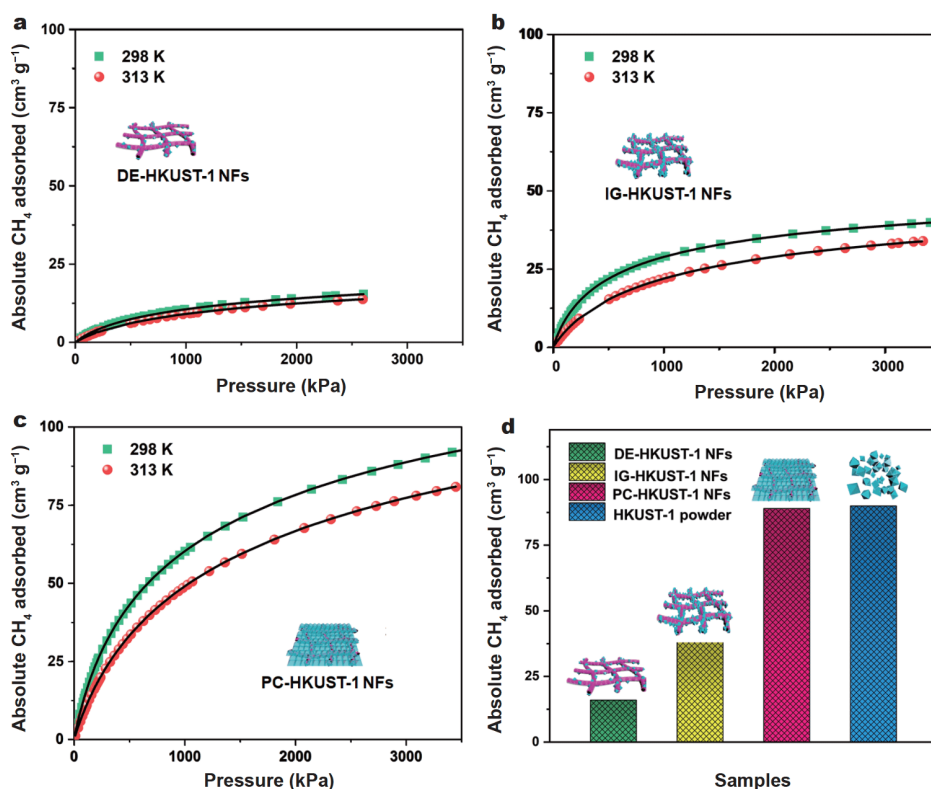 a
Absolute CH₄ adsorbed (cm³ g⁻¹)
100
75
50
25
0
298 K
313 K
DE-HKUST-1 NFs
0 1000 2000 3000
Pressure (kPa)
b
Absolute CH₄ adsorbed (cm³ g⁻¹)
100
75
50
25
0
298 K
313 K
IG-HKUST-1 NFs
0 1000 2000 3000
Pressure (kPa)
c
Absolute CH₄ adsorbed (cm³ g⁻¹)
100
75
50
25
0
298 K
313 K
PC-HKUST-1 NFs
0 1000 2000 3000
Pressure (kPa)
d
Absolute CH₄ adsorbed (cm³ g⁻¹)
100
75
50
25
0
DE-HKUST-1 NFs
IG-HKUST-1 NFs
PC-HKUST-1 NFs
HKUST-1 powder
Samples